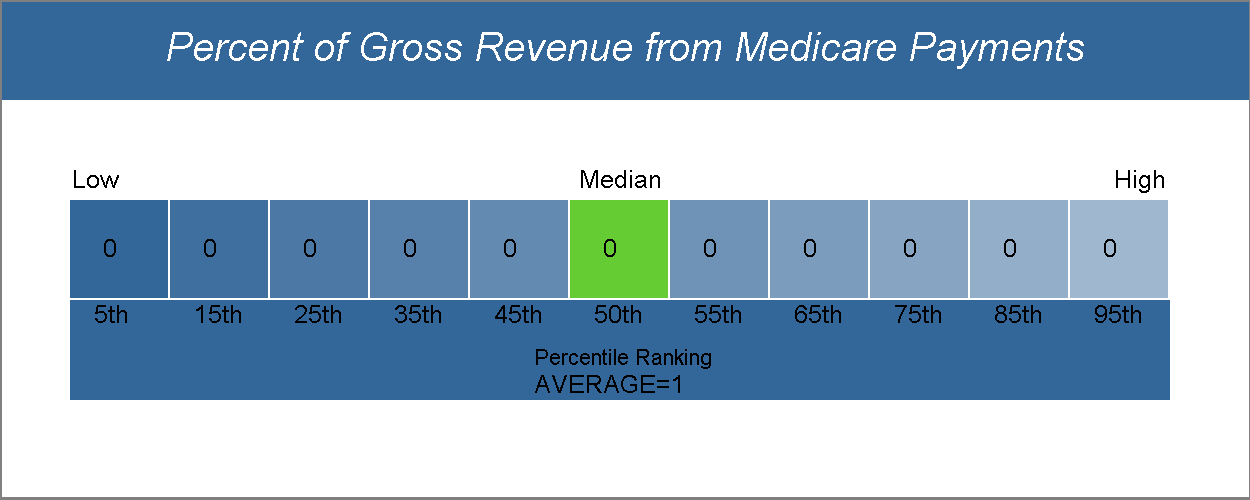 Percent of Gross Revenue from Medicare Payments
Low Median High
0 0 0 0 0 0 0 0 0 0 0
5th 15th 25th 35th 45th 50th 55th 65th 75th 85th 95th
Percentile Ranking
AVERAGE=1